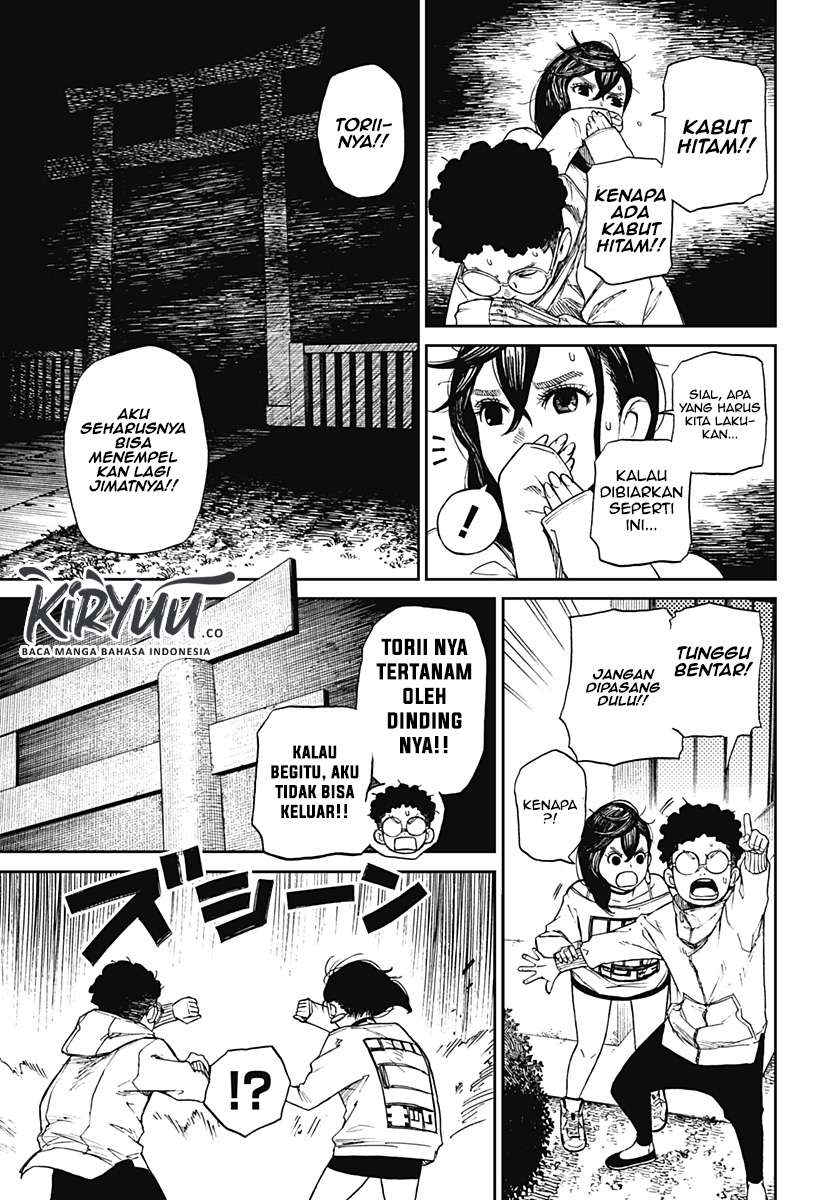 KABUT
HITAM!!
KENAPA
ADA
KABUT
HITAM!!
SIAL, APA
YANG HARUS
KITA LAKU-
KAN...
KALAU
DIBIARKAN
SEPERTI
INI...
!
TORII-
NYA!!
AKU
SEHARUSNYA
BISA
MENEMPEL
KAN LAGI
JIMATNYA!!
TUNGGU
BENTAR!
JANGAN
DIPASANG
DULU!!
KENAPA
?!
TORII NYA
TERTANAM
OLEH
DINDING
NYA!!
KALAU
BEGITU, AKU
TIDAK BISA
KELUAR!!
KIRYUU.CO
BACA MANGA BAHASA INDONESIA
ズシーン
!?